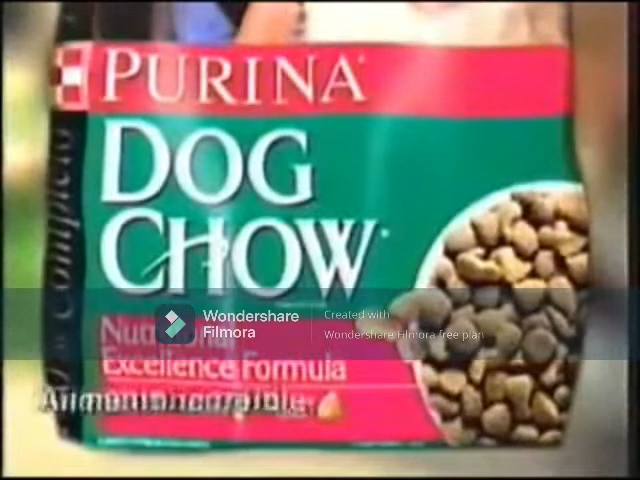 PURINA
DOG
CHOW
Wondershare
Filmora
Created with
Wondershare Filmora free plan
Excellence Formula